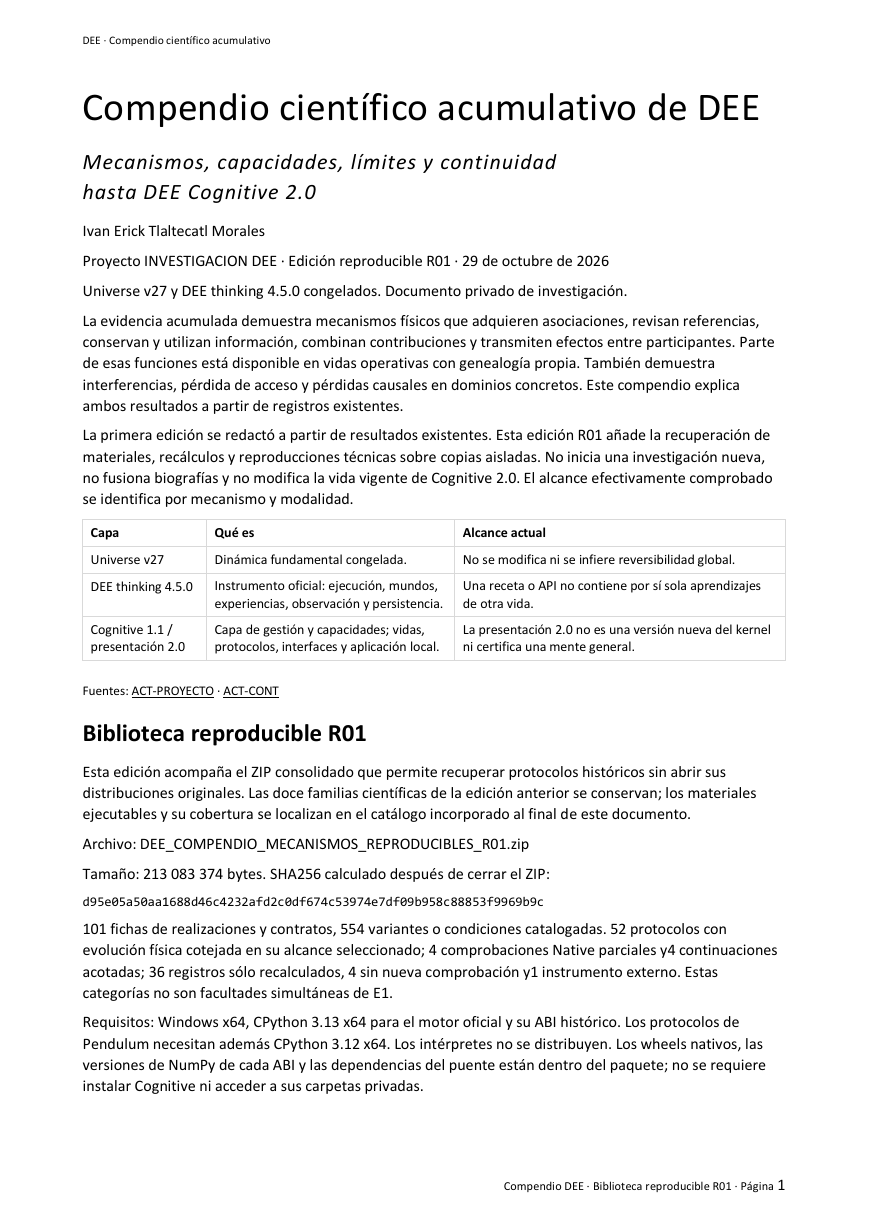 DEE · Compendio científico acumulativo
Compendio científico acumulativo de DEE
Mecanismos, capacidades, límites y continuidad
hasta DEE Cognitive 2.0
Ivan Erick Tlaltecatl Morales
Proyecto INVESTIGACION DEE · Edición reproducible R01 · 29 de octubre de 2026
Universe v27 y DEE thinking 4.5.0 congelados. Documento privado de investigación.
La evidencia acumulada demuestra mecanismos físicos que adquieren asociaciones, revisan referencias,
conservan y utilizan información, combinan contribuciones y transmiten efectos entre participantes. Parte
de esas funciones está disponible en vidas operativas con genealogía propia. También demuestra
interferencias, pérdida de acceso y pérdidas causales en dominios concretos. Este compendio explica
ambos resultados a partir de registros existentes.
La primera edición se redactó a partir de resultados existentes. Esta edición R01 añade la recuperación de
materiales, recálculos y reproducciones técnicas sobre copias aisladas. No inicia una investigación nueva,
no fusiona biografías y no modifica la vida vigente de Cognitive 2.0. El alcance efectivamente comprobado
se identifica por mecanismo y modalidad.
Capa Qué es Alcance actual
Universe v27 Dinámica fundamental congelada. No se modifica ni se infiere reversibilidad global.
DEE thinking 4.5.0 Instrumento oficial: ejecución, mundos, Una receta o API no contiene por sí sola aprendizajes
experiencias, observación y persistencia. de otra vida.
Cognitive 1.1 / Capa de gestión y capacidades; vidas, La presentación 2.0 no es una versión nueva del kernel
presentación 2.0 protocolos, interfaces y aplicación local. ni certifica una mente general.
Fuentes: ACT-PROYECTO · ACT-CONT
Biblioteca reproducible R01
Esta edición acompaña el ZIP consolidado que permite recuperar protocolos históricos sin abrir sus
distribuciones originales. Las doce familias científicas de la edición anterior se conservan; los materiales
ejecutables y su cobertura se localizan en el catálogo incorporado al final de este documento.
Archivo: DEE_COMPENDIO_MECANISMOS_REPRODUCIBLES_R01.zip
Tamaño: 213 083 374 bytes. SHA256 calculado después de cerrar el ZIP:
d95e05a50aa1688d46c4232afd2c0df674c53974e7df09b958c88853f9969b9c
101 fichas de realizaciones y contratos, 554 variantes o condiciones catalogadas. 52 protocolos con
evolución física cotejada en su alcance seleccionado; 4 comprobaciones Native parciales y4 continuaciones
acotadas; 36 registros sólo recalculados, 4 sin nueva comprobación y1 instrumento externo. Estas
categorías no son facultades simultáneas de E1.
Requisitos: Windows x64, CPython 3.13 x64 para el motor oficial y su ABI histórico. Los protocolos de
Pendulum necesitan además CPython 3.12 x64. Los intérpretes no se distribuyen. Los wheels nativos, las
versiones de NumPy de cada ABI y las dependencias del puente están dentro del paquete; no se requiere
instalar Cognitive ni acceder a sus carpetas privadas.
Compendio DEE · Biblioteca reproducible R01 · Página 1